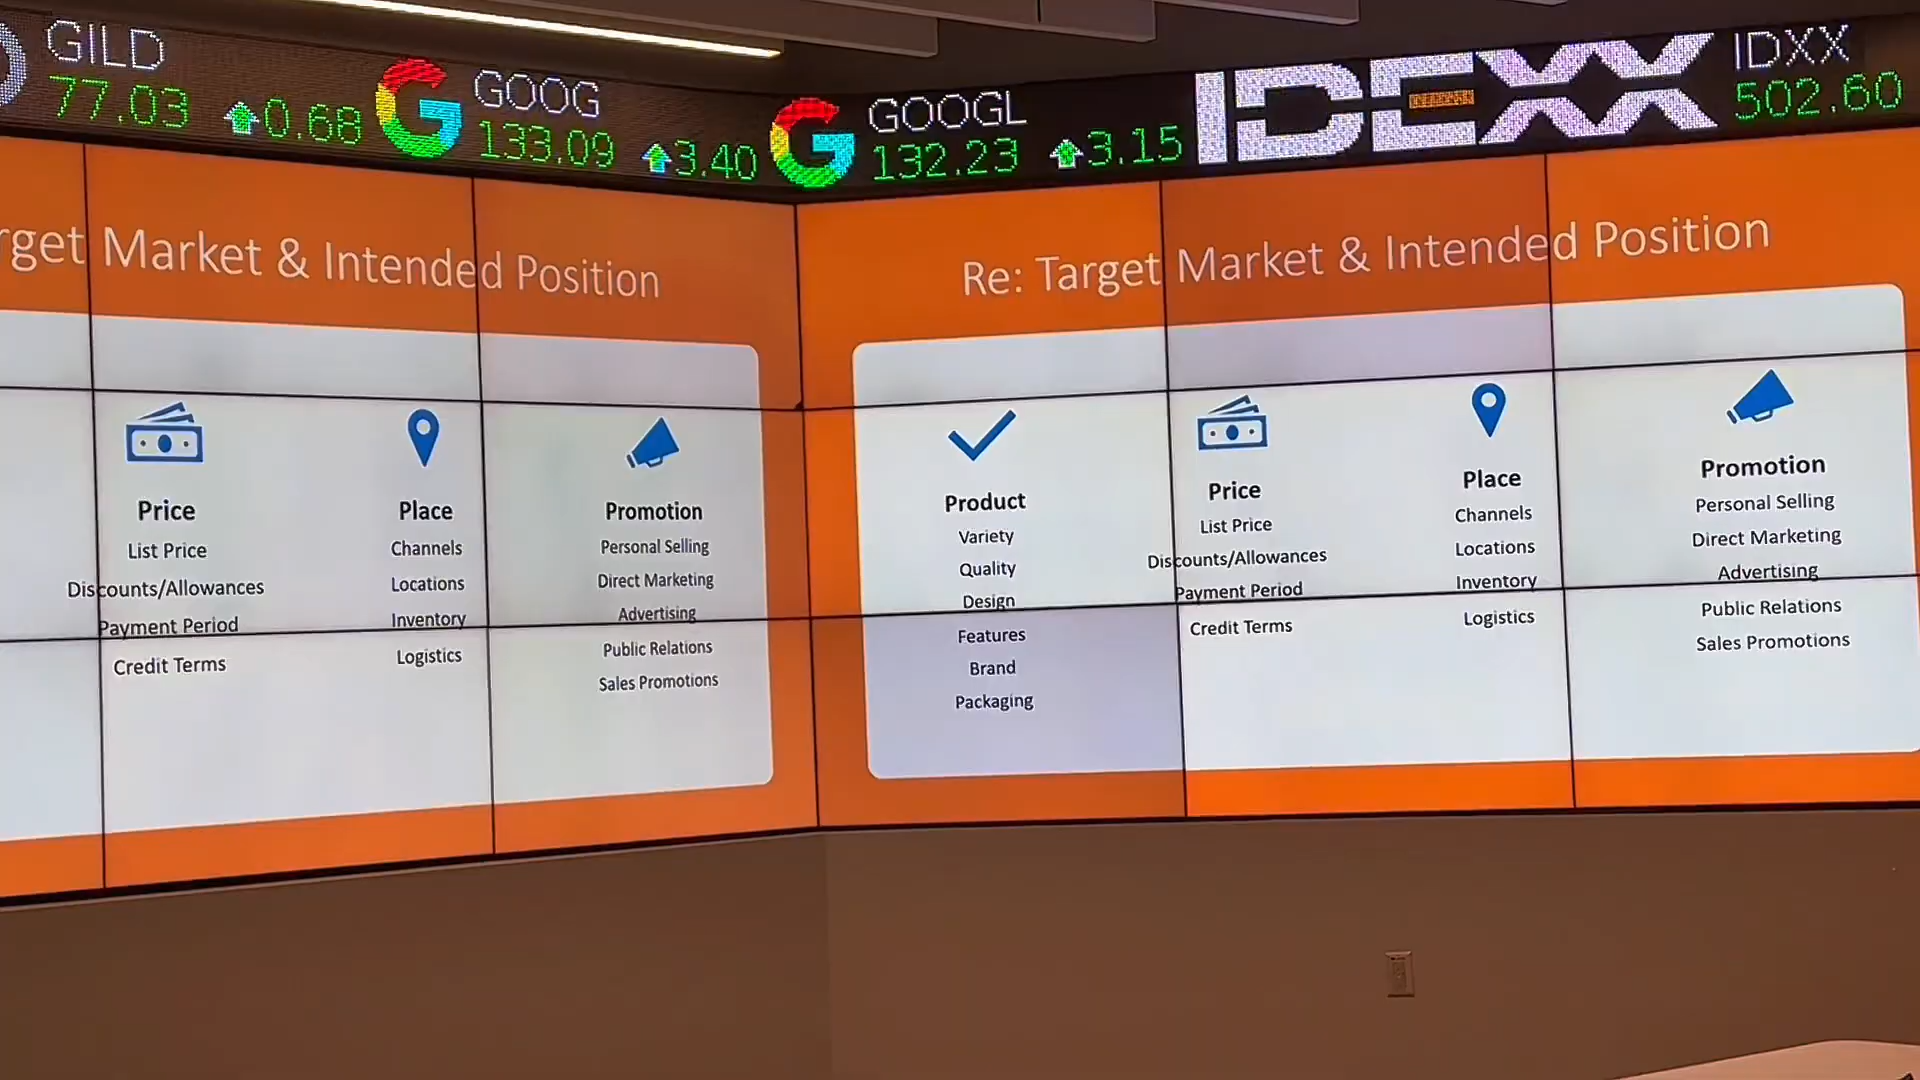 GILD
77.03 0.68
GOOG
133.09 3.40
GOOGL
132.23 3.15
IDEXX
IDXX
502.60
rget Market & Intended Position
Price
List Price
Discounts/Allowances
Payment Period
Credit Terms
Place
Channels
Locations
Inventory
Logistics
Promotion
Personal Selling
Direct Marketing
Advertising
Public Relations
Sales Promotions
Re: Target Market & Intended Position
Product
Variety
Quality
Design
Features
Brand
Packaging
Price
List Price
Discounts/Allowances
Payment Period
Credit Terms
Place
Channels
Locations
Inventory
Logistics
Promotion
Personal Selling
Direct Marketing
Advertising
Public Relations
Sales Promotions